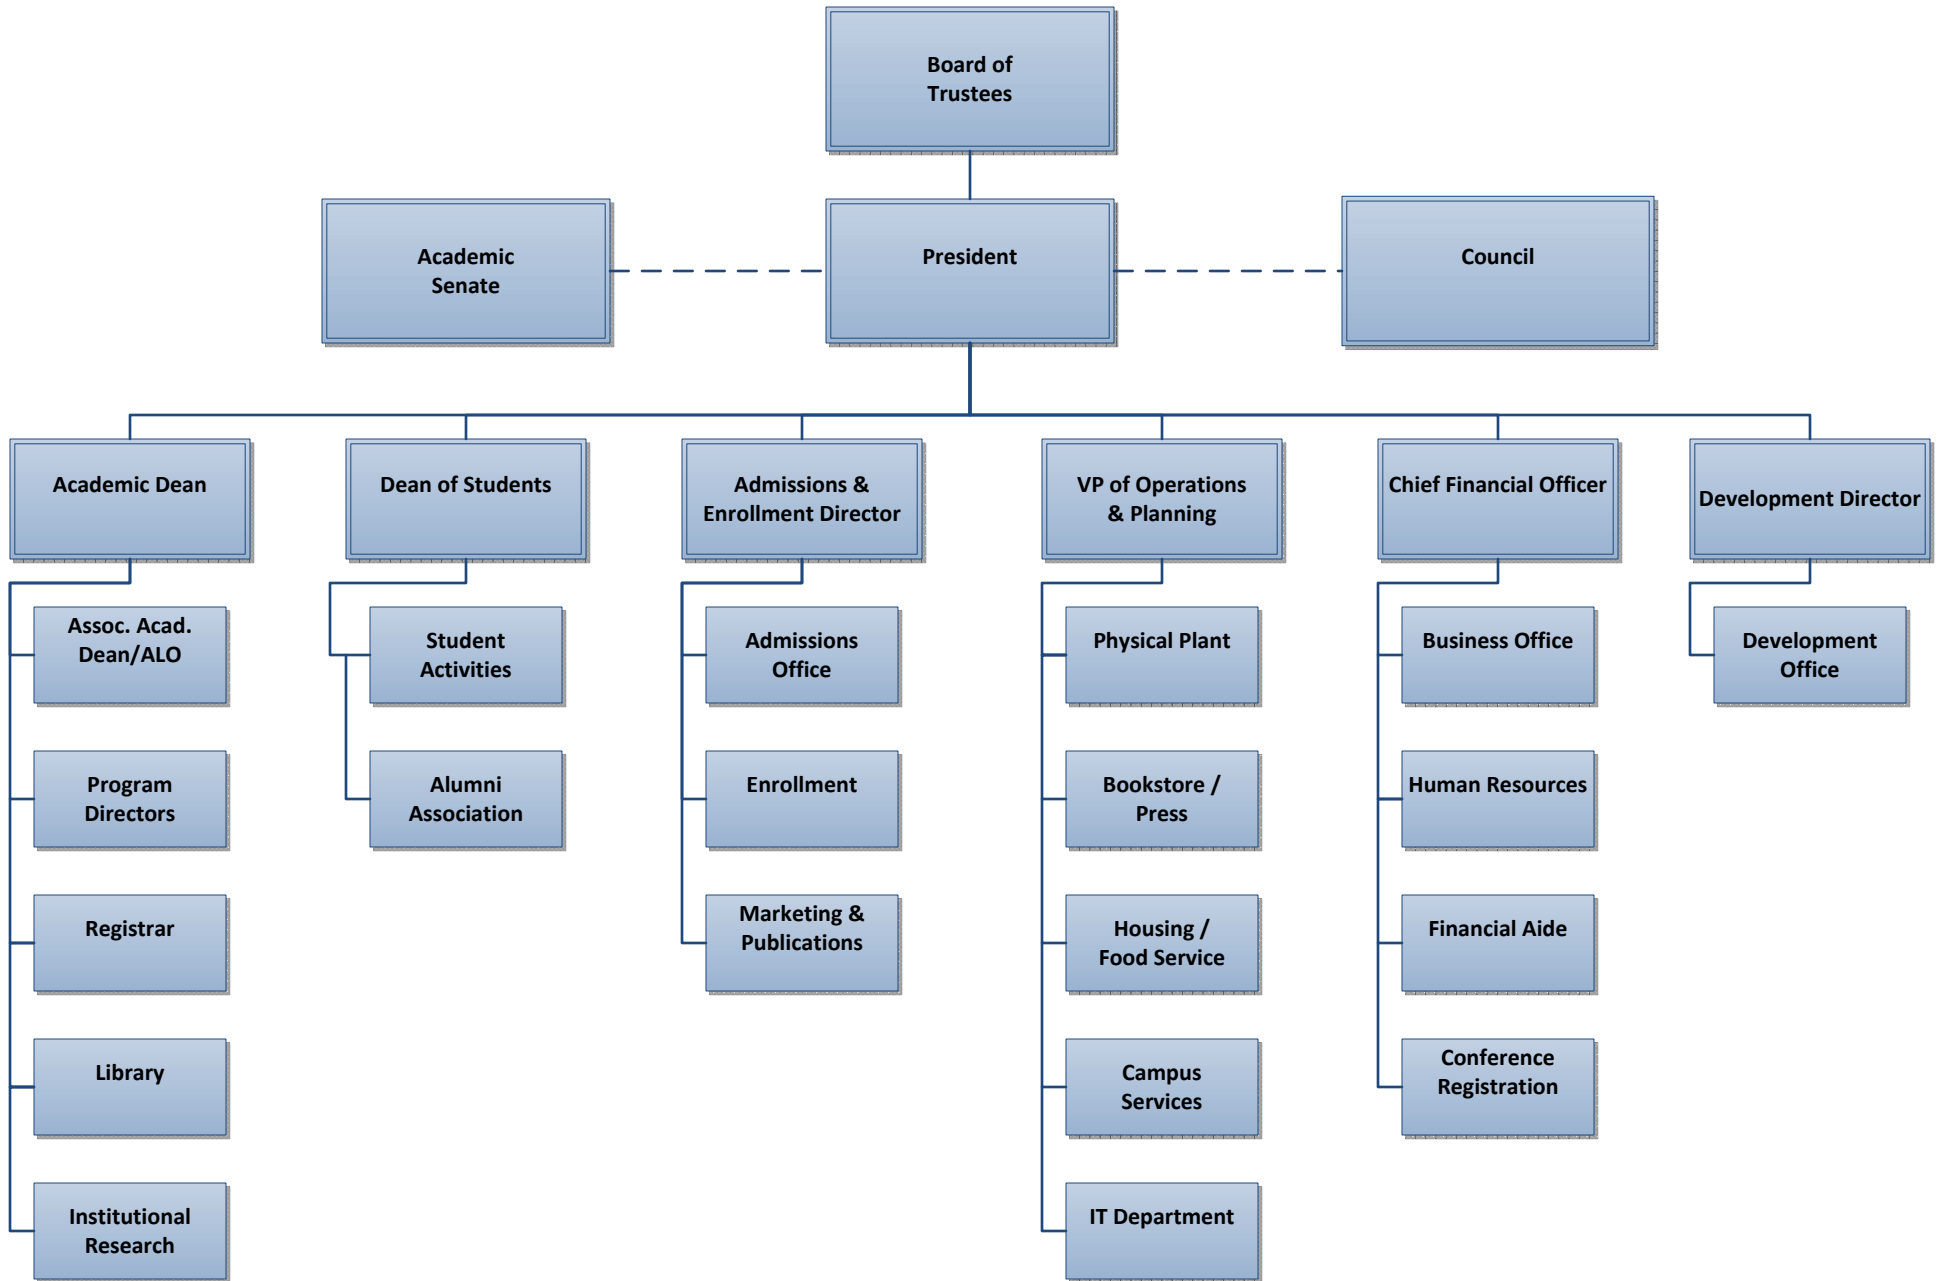 Board of
Trustees
Academic
Senate
President
Council
Academic Dean
Dean of Students
Admissions &
Enrollment Director
VP of Operations
& Planning
Chief Financial Officer
Development Director
Assoc. Acad.
Dean/ALO
Student
Activities
Admissions
Office
Physical Plant
Business Office
Development
Office
Program
Directors
Alumni
Association
Enrollment
Bookstore /
Press
Human Resources
Registrar
Marketing &
Publications
Housing /
Food Service
Financial Aide
Library
Campus
Services
Conference
Registration
Institutional
Research
IT Department